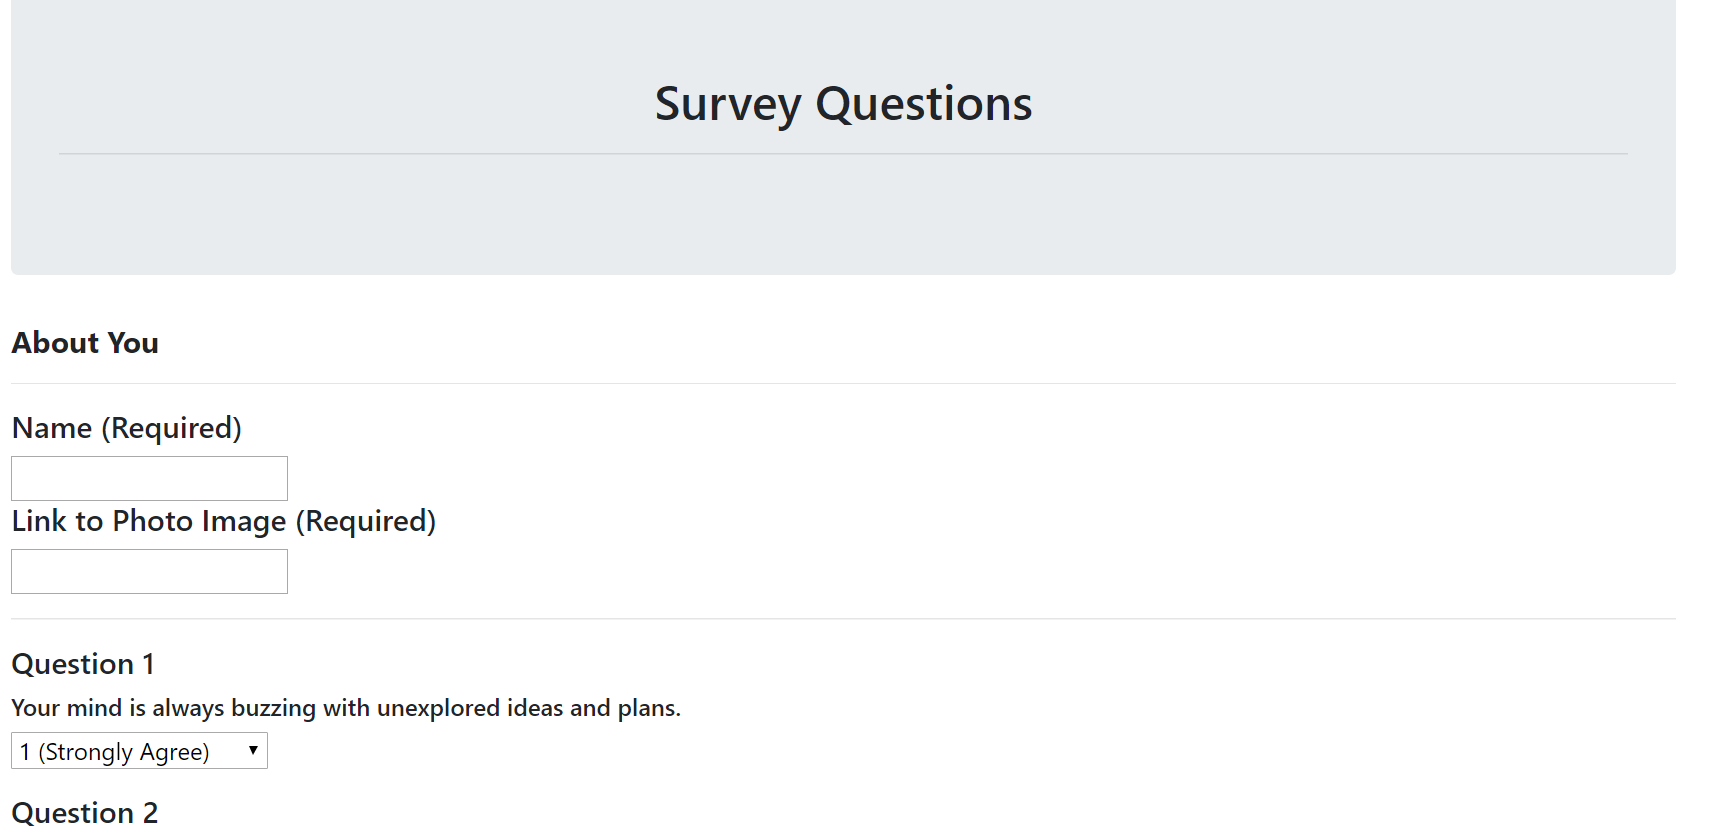 Survey Questions
About You
Name (Required)
Link to Photo Image (Required)
Question 1
Your mind is always buzzing with unexplored ideas and plans.
1 (Strongly Agree)
Question 2